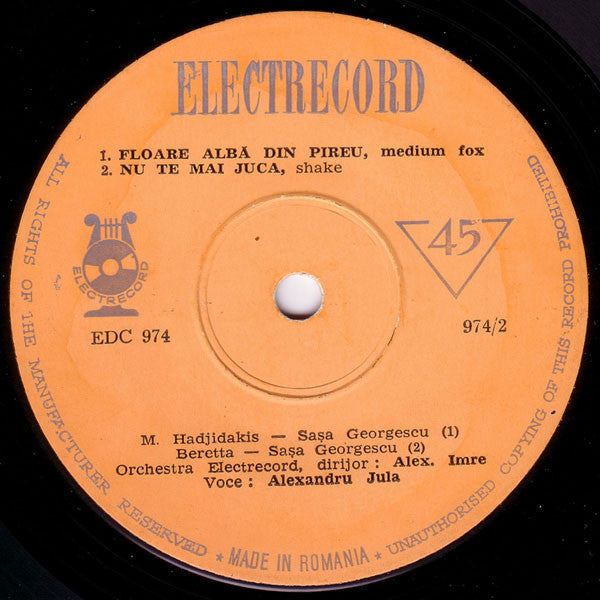 ELECTRECORD
1. FLOARE ALBĂ DIN PIREU, medium fox
2. NU TE MAI JUCA, shake
ELECTRECORD
45
EDC 974
974/2
M. Hadjidakis — Sașa Georgescu (1)
Beretta — Sașa Georgescu (2)
Orchestra Electrecord, dirijor : Alex. Imre
Voce : Alexandru Jula
ALL RIGHTS OF THE MANUFACTURER RESERVED ★ MADE IN ROMANIA ★ UNAUTHORISED COPYING OF THIS RECORD PROHIBITED